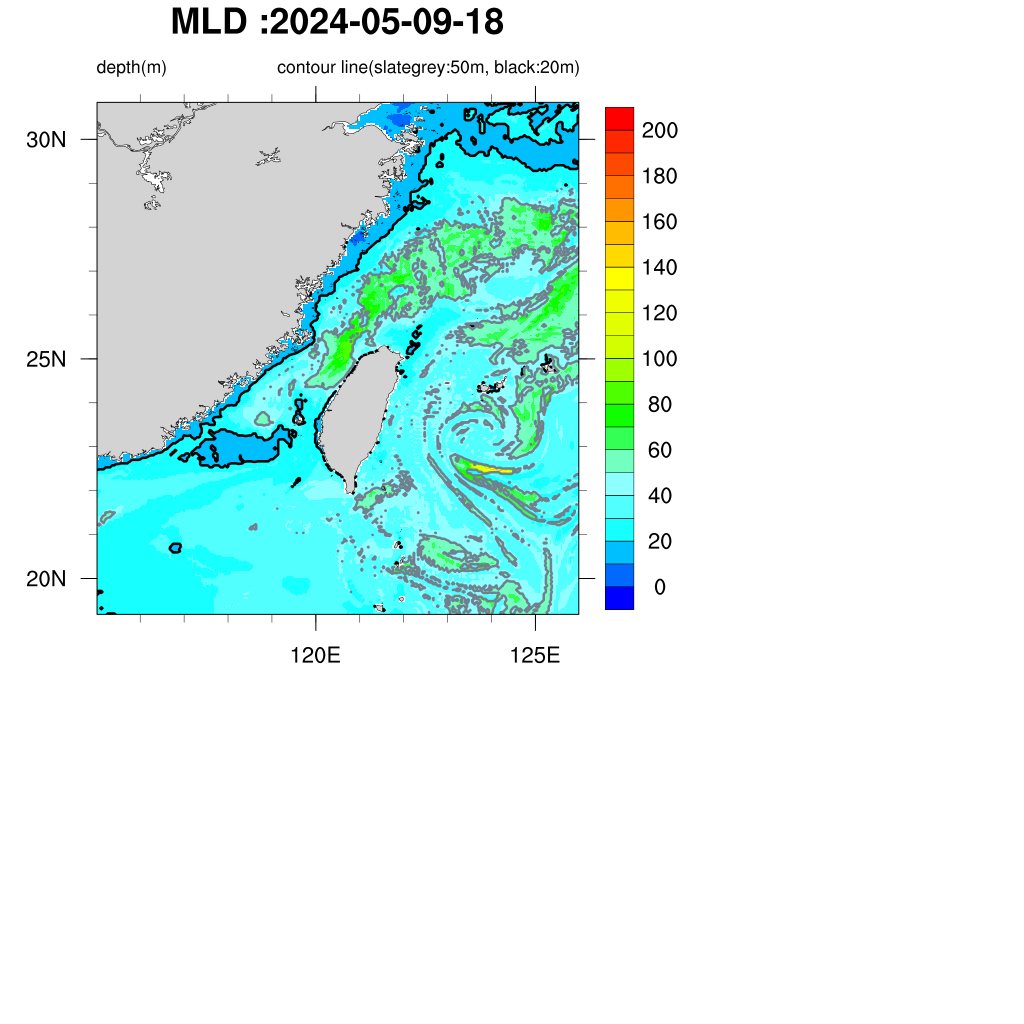 MLD :2024-05-09-18
depth(m)
contour line(slategrey:50m, black:20m)
30N
25N
20N
120E
125E
200
180
160
140
120
100
80
60
40
20
0